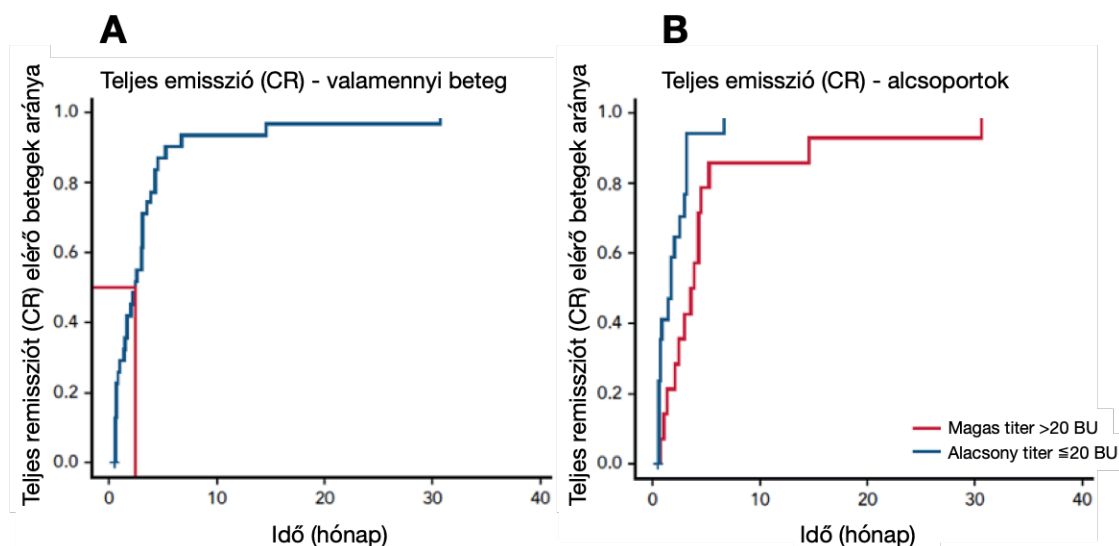 A
Teljes emisszió (CR) - valamennyi beteg
Teljes remissziót (CR) elérő betegek aránya
1.0
0.8
0.6
0.4
0.2
0.0
0 10 20 30 40
Idő (hónap)
B
Teljes emisszió (CR) - alcsoportok
Teljes remissziót (CR) elérő betegek aránya
1.0
0.8
0.6
0.4
0.2
0.0
Magas titer >20 BU
Alacsony titer ≦20 BU
0 10 20 30 40
Idő (hónap)